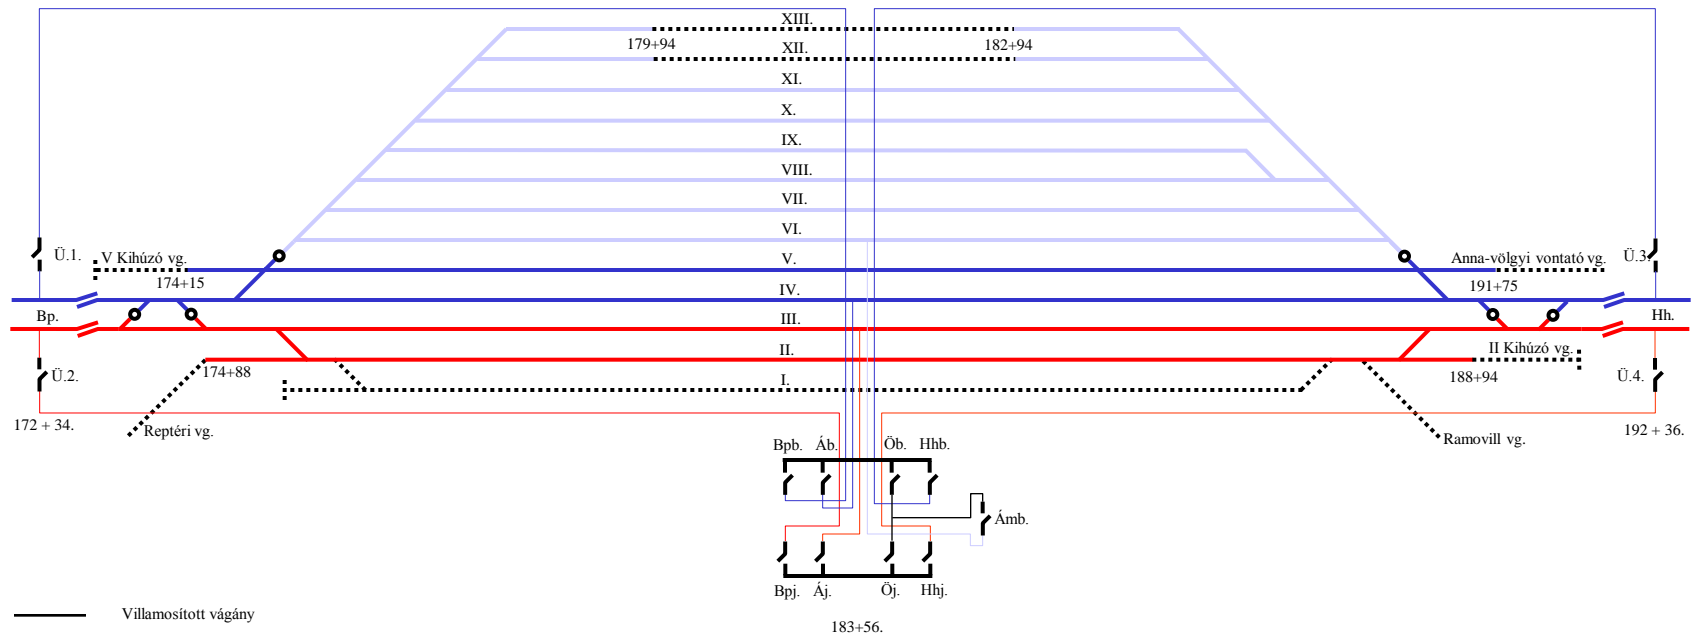 XIII.
179+94
182+94
XII.
XI.
X.
IX.
VIII.
VII.
VI.
Ü.1.
V Kihúzó vg.
V.
Anna-völgyi vontató vg.
Ü.3.
174+15
191+75
IV.
Bp.
III.
Hh.
II.
II Kihúzó vg.
Ü.2.
174+88
I.
188+94
Ü.4.
172 + 34.
Reptéri vg.
Ramovill vg.
192 + 36.
Bpb. Áb. Öb. Hhb.
Ámb.
Bpj. Áj. Öj. Hhj.
Villamosított vágány
183+56.